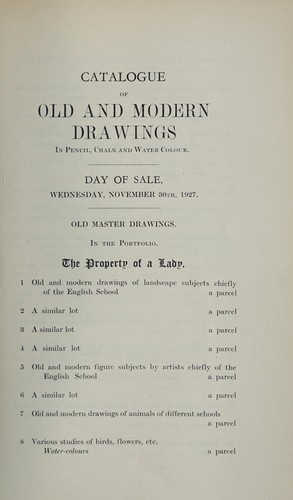 CATALOGUE
OF
OLD AND MODERN
DRAWINGS
In Pencil, Chalk and Water Colour.
DAY OF SALE,
WEDNESDAY, NOVEMBER 30th, 1927.
OLD MASTER DRAWINGS.
In the Portfolio.
The Property of a Lady.
1 Old and modern drawings of landscape subjects chiefly
of the English School a parcel
2 A similar lot a parcel
3 A similar lot a parcel
4 A similar lot a parcel
5 Old and modern figure subjects by artists chiefly of the
English School a parcel
6 A similar lot a parcel
7 Old and modern drawings of animals of different schools
a parcel
8 Various studies of birds, flowers, etc.
Water-colours a parcel